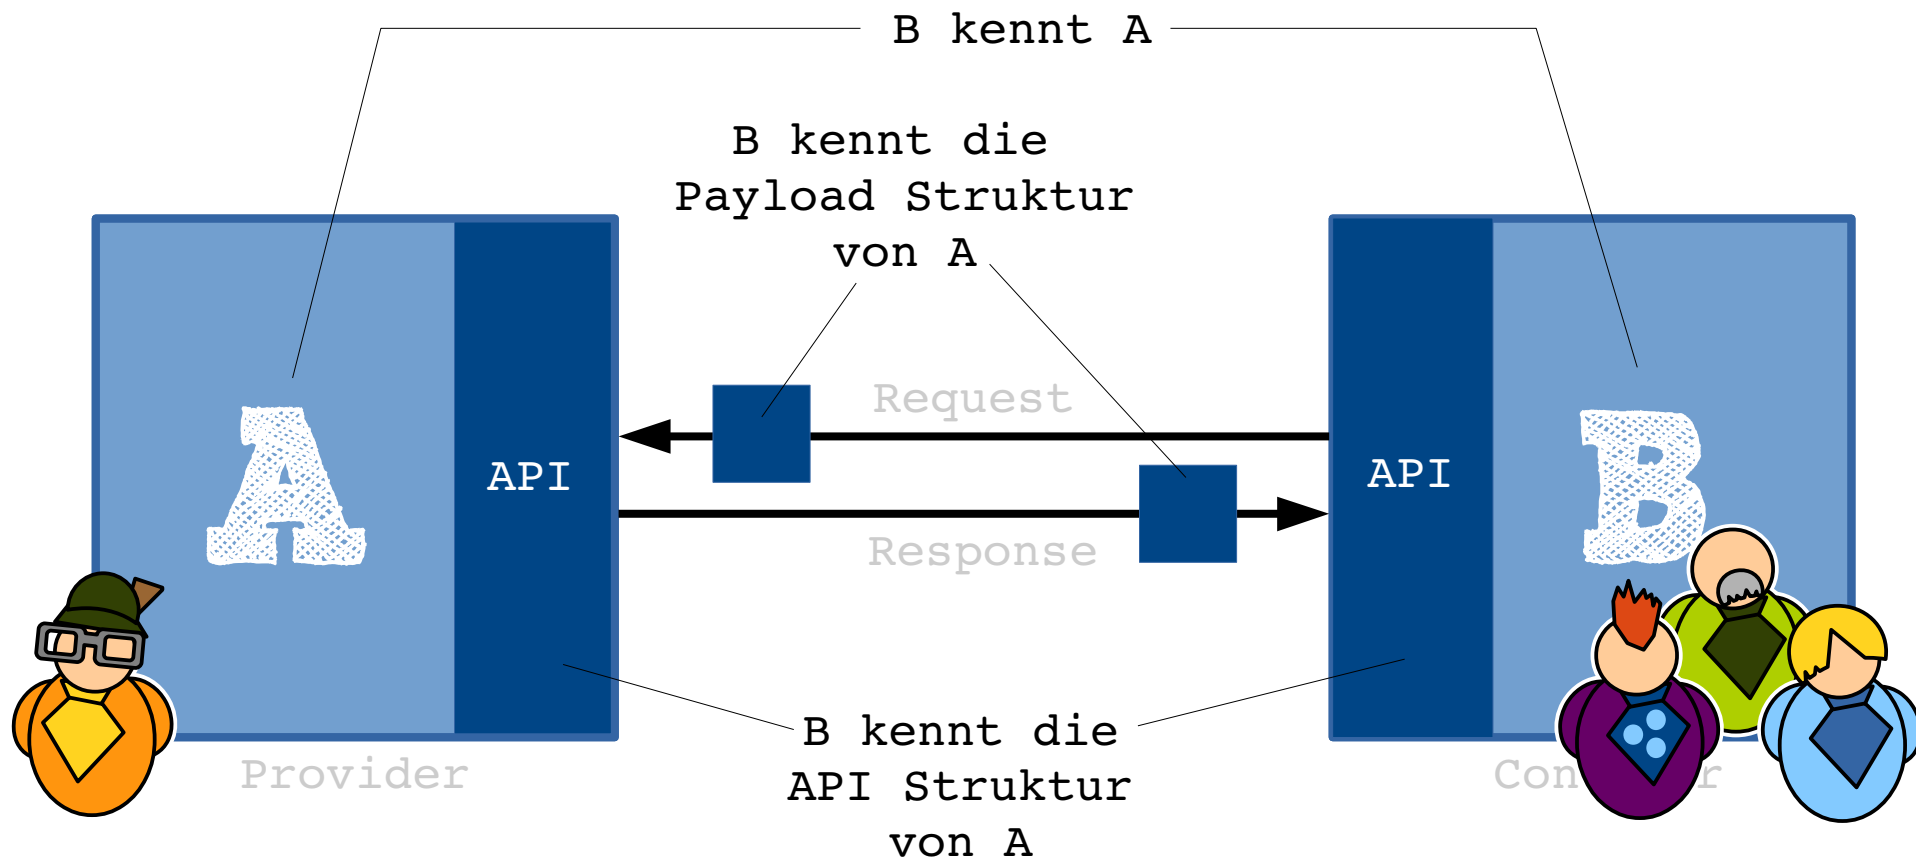 B kennt A
B kennt die
Payload Struktur
von A
Request
API
API
A
B
Response
B kennt die
API Struktur
von A
Provider